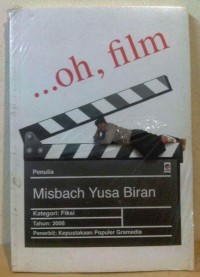 ...oh, film
Penulis
Misbach Yusa Biran
Kategori: Fiksi
Tahun: 2008
Penerbit: Kepustakaan Populer Gramedia